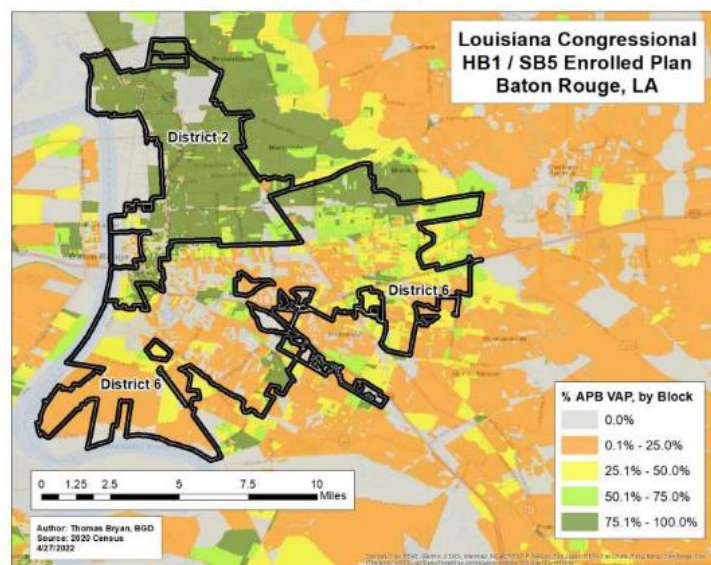 Louisiana Congressional
HB1 / SB5 Enrolled Plan
Baton Rouge, LA
District 2
District 6
District 6
% APB VAP, by Block
0.0%
0.1% - 25.0%
25.1% - 50.0%
50.1% - 75.0%
75.1% - 100.0%
0 1.25 2.5 5 7.5 10
Miles
Author: Thomas Bryan, BGD
Source: 2020 Census
4/27/2022